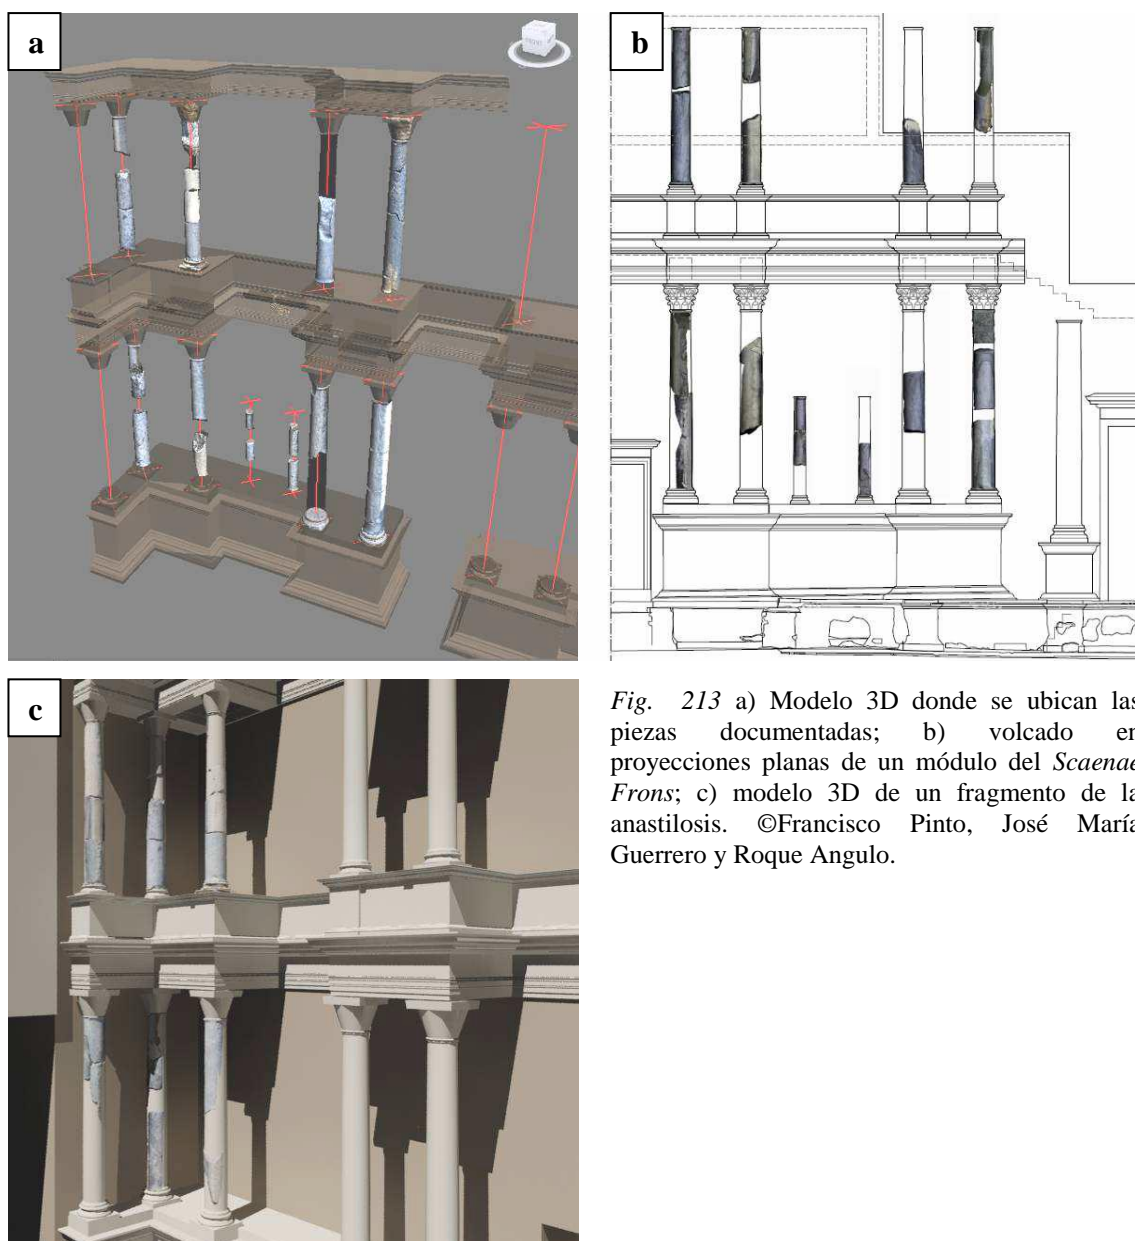 a
b
c
Fig. 213 a) Modelo 3D donde se ubican las
piezas documentadas; b) volcado en
proyecciones planas de un módulo del Scaenae
Frons; c) modelo 3D de un fragmento de la
anastilosis. ©Francisco Pinto, José María
Guerrero y Roque Angulo.